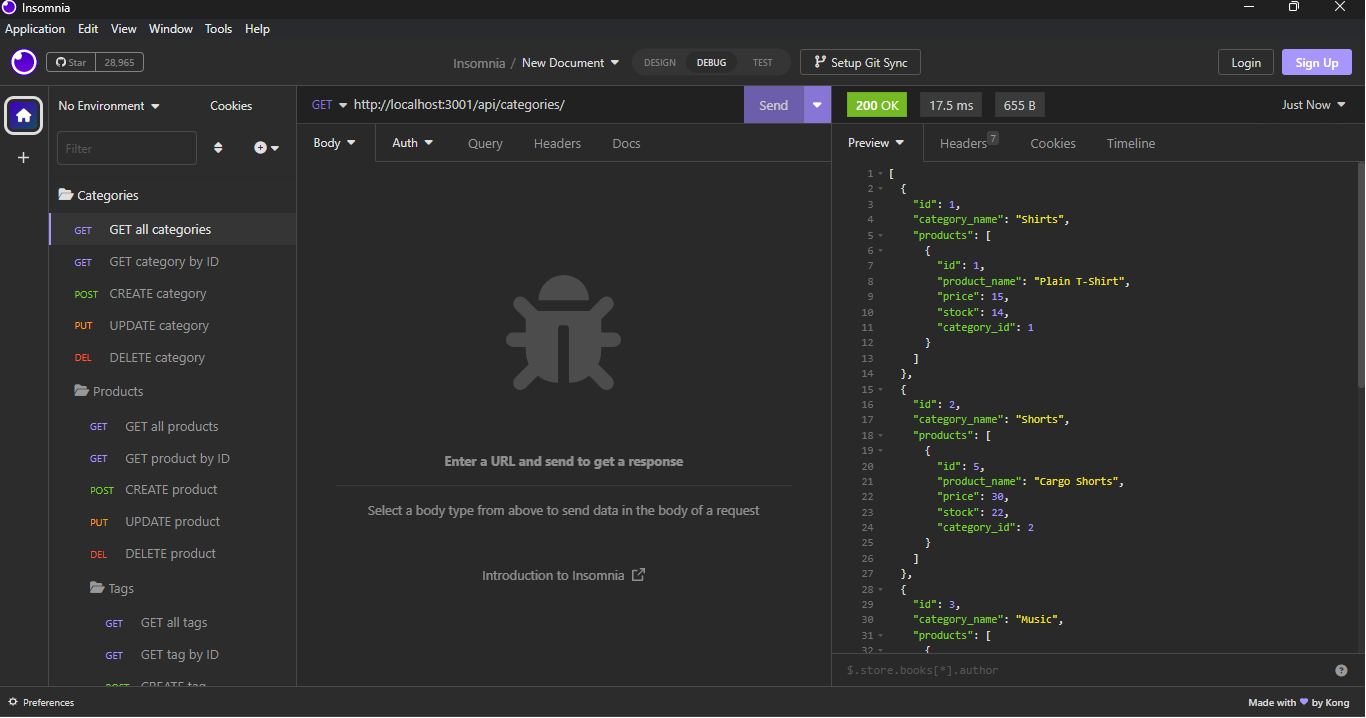 Insomnia
Application Edit View Window Tools Help
Star 28,965
Insomnia / New Document
DESIGN DEBUG TEST
Setup Git Sync
Login
Sign Up
No Environment
Cookies
Filter
Categories
GET GET all categories
GET GET category by ID
POST CREATE category
PUT UPDATE category
DEL DELETE category
Products
GET GET all products
GET GET product by ID
POST CREATE product
PUT UPDATE product
DEL DELETE product
Tags
GET GET all tags
GET GET tag by ID
POST CREATE tag
GET http://localhost:3001/api/categories/
Send
Body Auth Query Headers Docs
Enter a URL and send to get a response
Select a body type from above to send data in the body of a request
Introduction to Insomnia
200 OK 17.5 ms 655 B
Just Now
Preview Headers 7 Cookies Timeline
1 [
2 {
3 "id": 1,
4 "category_name": "Shirts",
5 "products": [
6 {
7 "id": 1,
8 "product_name": "Plain T-Shirt",
9 "price": 15,
10 "stock": 14,
11 "category_id": 1
12 }
13 ]
14 },
15 {
16 "id": 2,
17 "category_name": "Shorts",
18 "products": [
19 {
20 "id": 5,
21 "product_name": "Cargo Shorts",
22 "price": 30,
23 "stock": 22,
24 "category_id": 2
25 }
26 ]
27 },
28 {
29 "id": 3,
30 "category_name": "Music",
31 "products": [
32 {
$.store.books[*].author
Preferences
Made with by Kong